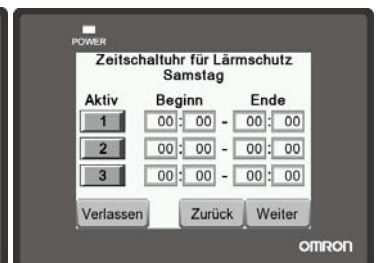 POWER
Zeitschaltuhr für Lärmschutz
Samstag
Aktiv Beginn Ende
1 00 : 00 - 00 : 00
2 00 : 00 - 00 : 00
3 00 : 00 - 00 : 00
Verlassen Zurück Weiter
OMRON